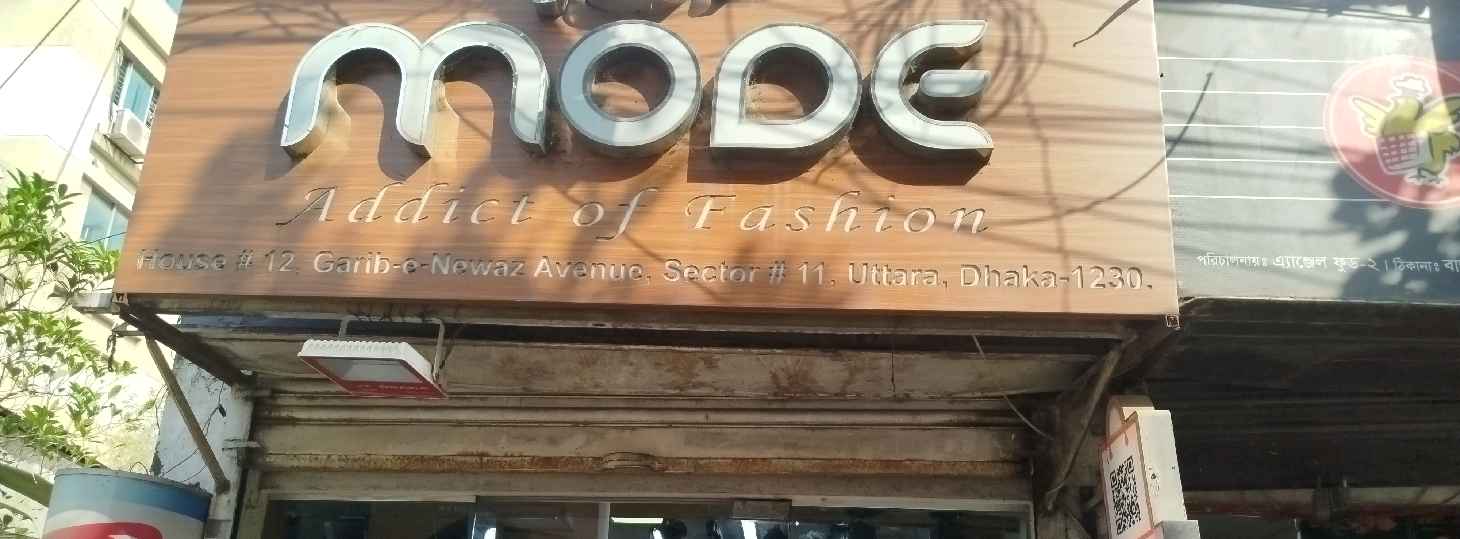 MODE
Addict of Fashion
House # 12, Garib-e-Newaz Avenue, Sector # 11, Uttara, Dhaka-1230.
পরিচালনায়ঃ এ্যাঞ্জেল ফুড-২। ঠিকানাঃ